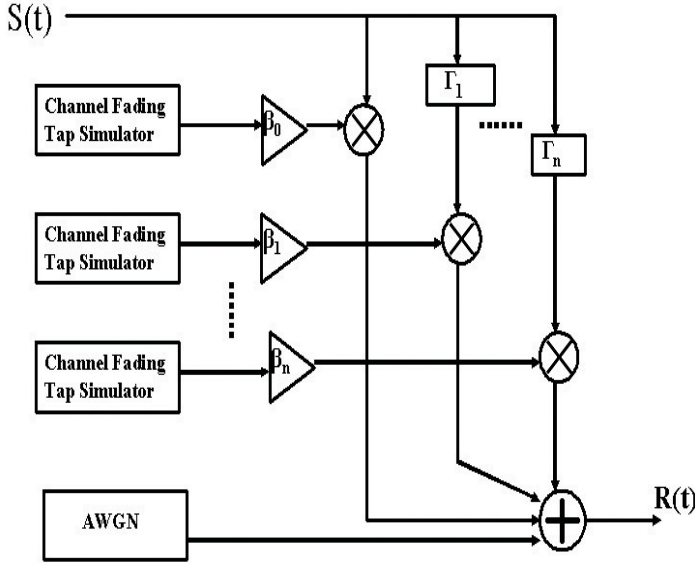 S(t)
Γ1
Channel Fading
Tap Simulator
β0
Γn
Channel Fading
Tap Simulator
β1
Channel Fading
Tap Simulator
βn
AWGN
R(t)